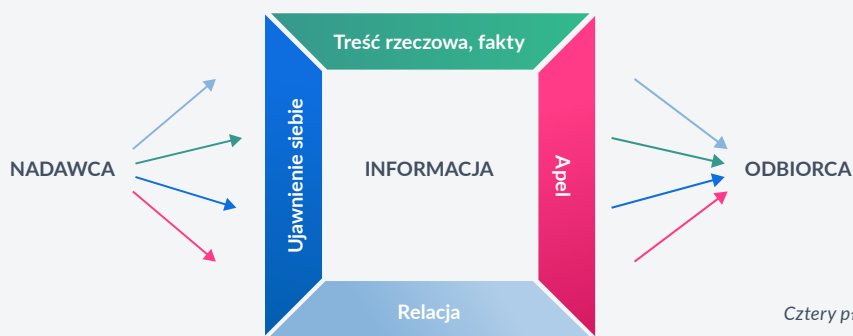 Treść rzeczowa, fakty
Ujawnienie siebie
NADAWCA
INFORMACJA
Apel
ODBIORCA
Relacja
Cztery